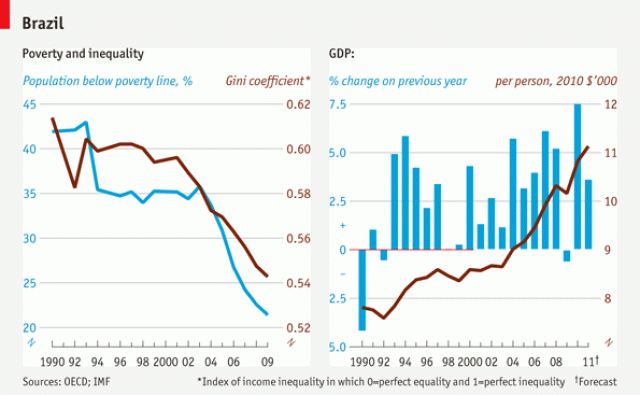 Brazil
Poverty and inequality
Population below poverty line, %
Gini coefficient*
45
40
35
30
25
20
0.62
0.60
0.58
0.56
0.54
0.52
1990 92 94 96 98 2000 02 04 06 09
GDP:
% change on previous year
per person, 2010 $'000
7.5
5.0
2.5
+
0
–
2.5
5.0
12
11
10
9
8
1990 92 94 96 98 2000 02 04 06 08 11†
Sources: OECD; IMF
*Index of income inequality in which 0=perfect equality and 1=perfect inequality †Forecast